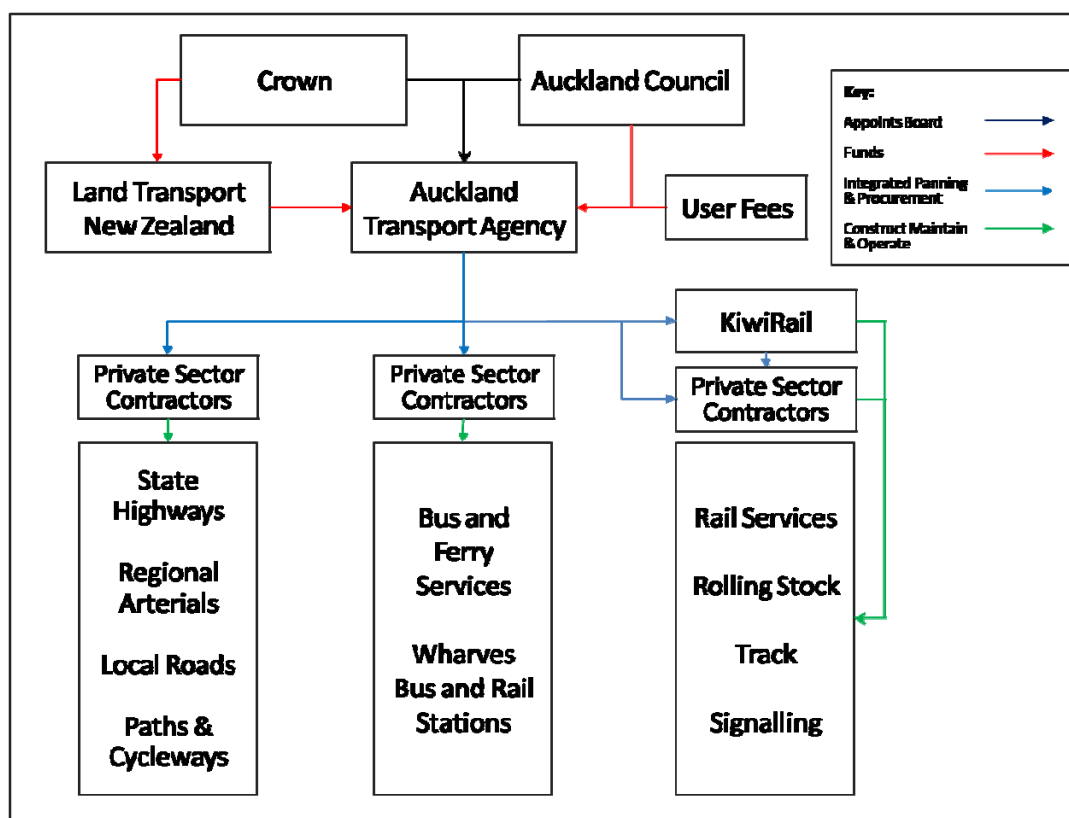 Crown
Auckland Council
Key:
Appoints Board
Funds
Integrated Panning
& Procurement
Construct Maintain
& Operate
Land Transport
New Zealand
Auckland
Transport Agency
User Fees
KiwiRail
Private Sector
Contractors
Private Sector
Contractors
Private Sector
Contractors
State
Highways
Regional
Arterials
Local Roads
Paths &
Cycleways
Bus and
Ferry
Services
Wharves
Bus and Rail
Stations
Rail Services
Rolling Stock
Track
Signalling